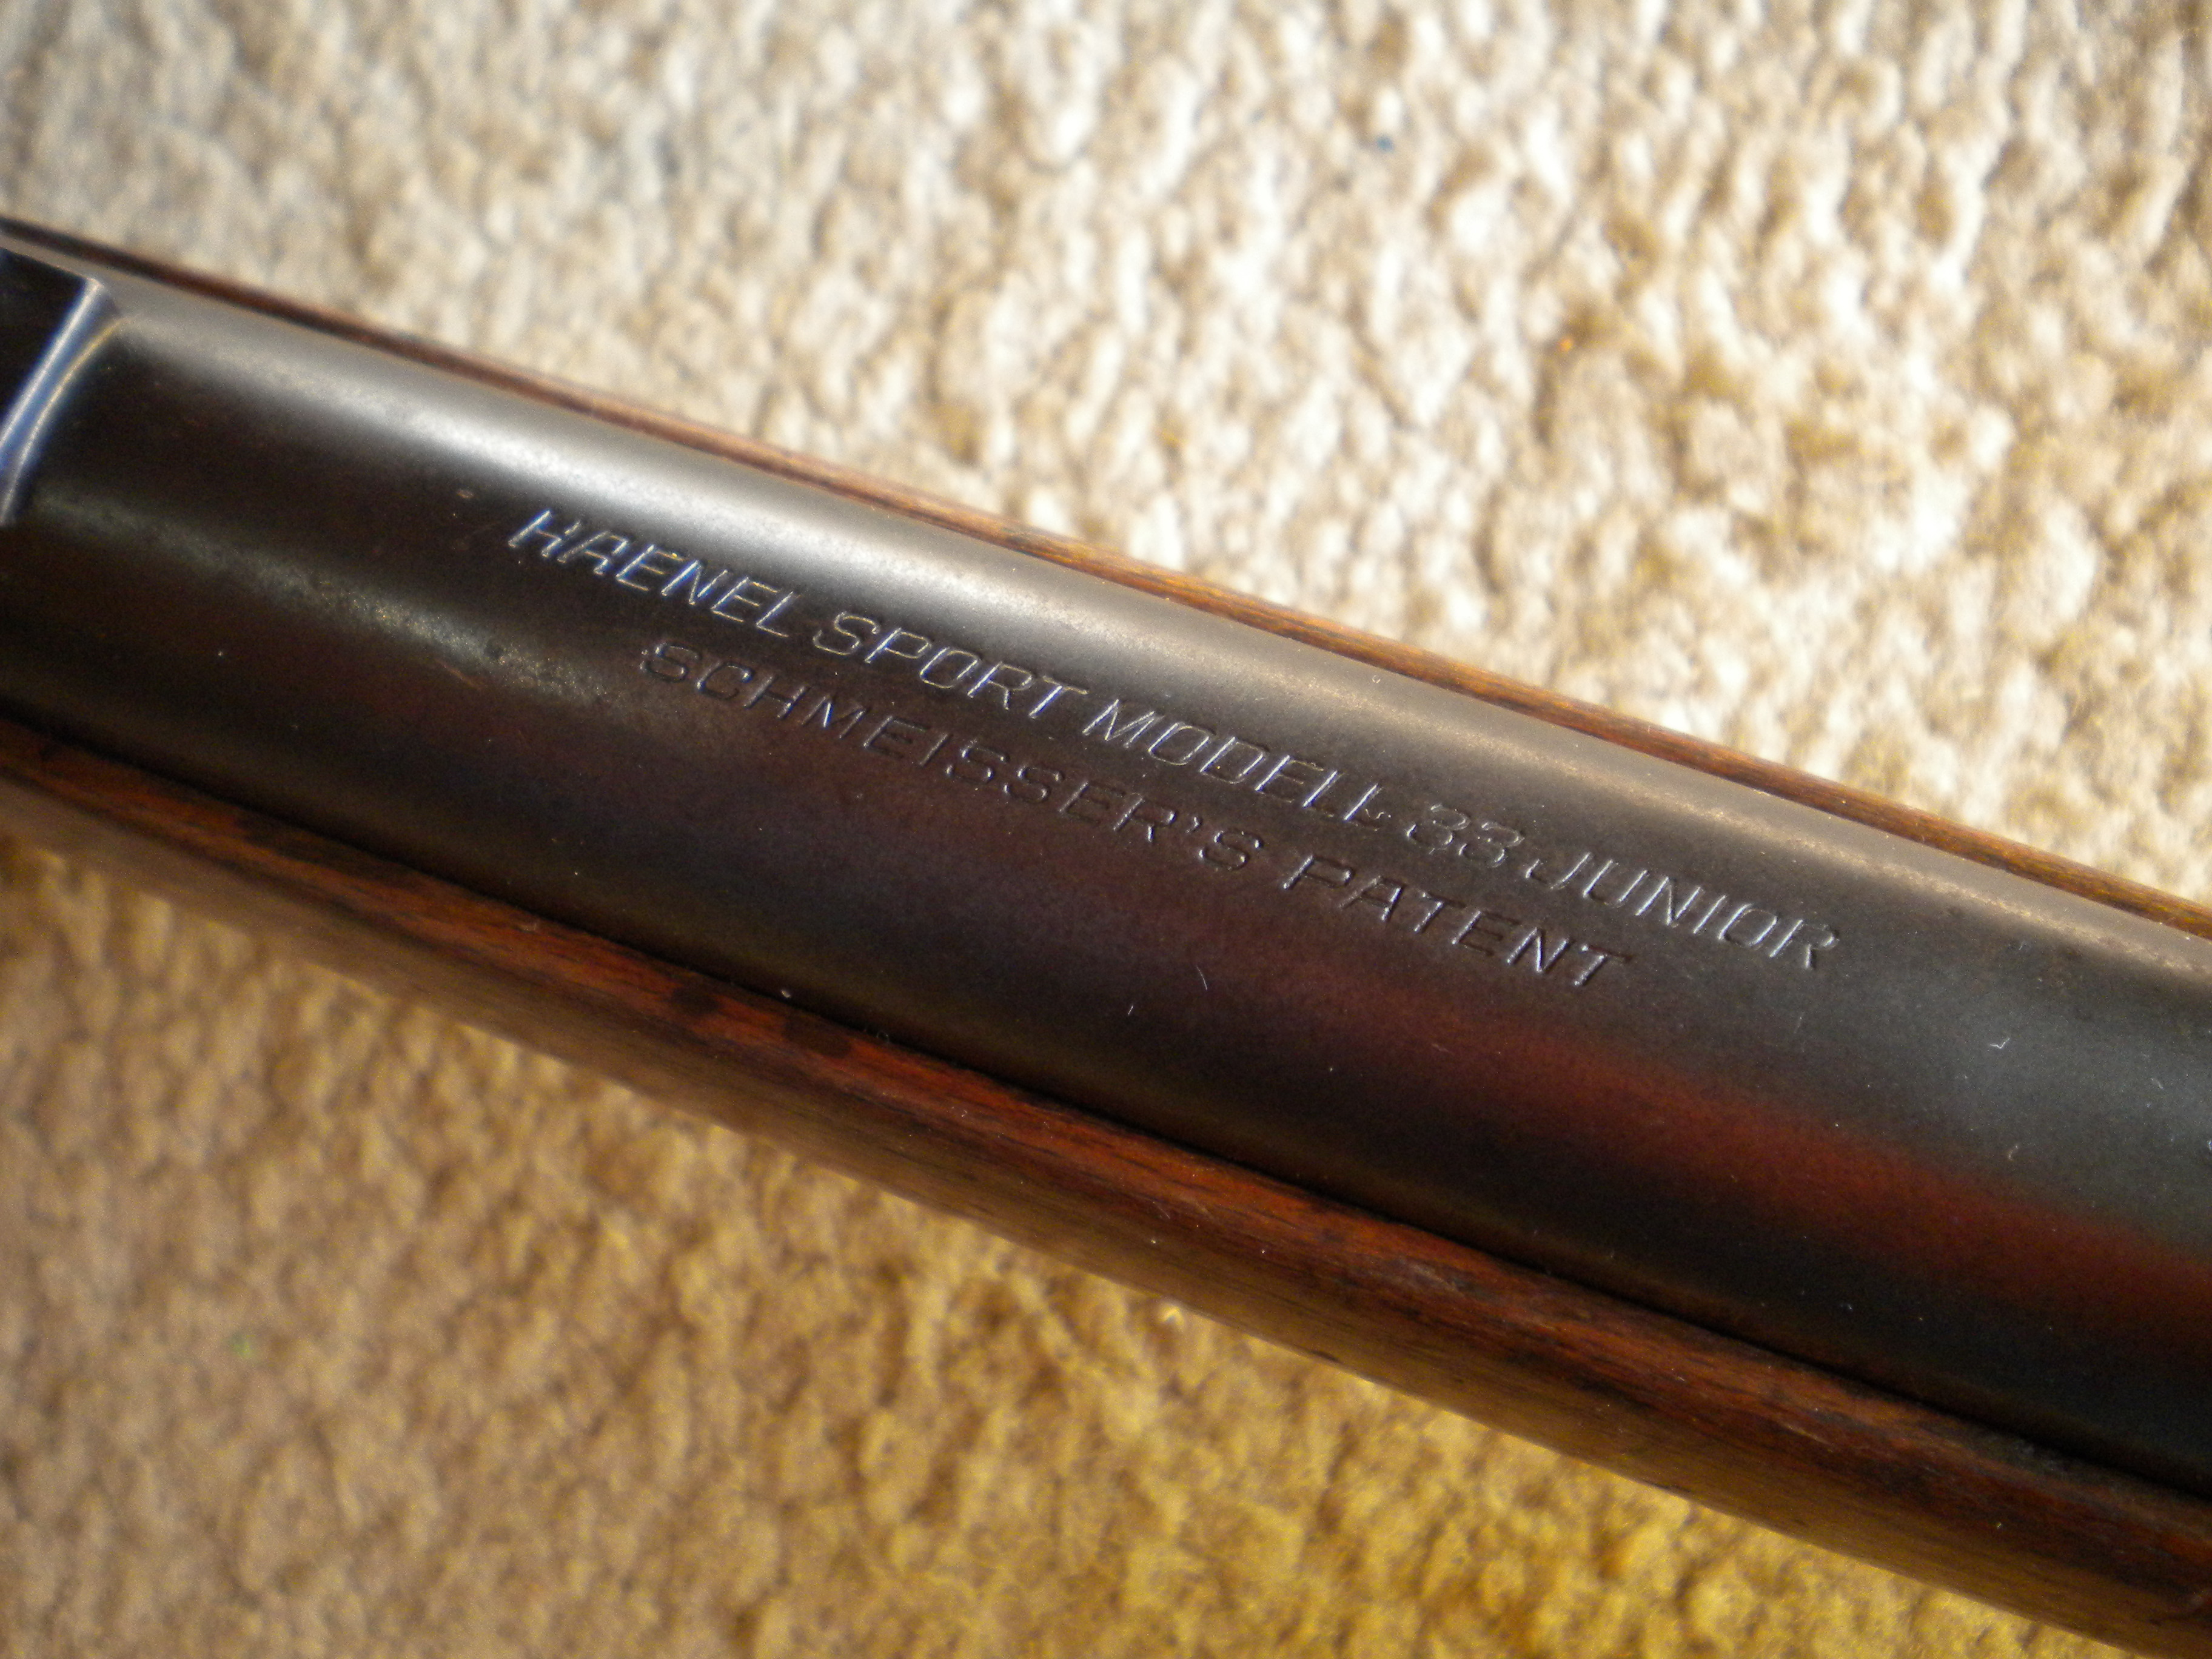 HAENEL SPORT MODELL 33 JUNIOR
SCHMEISSER'S PATENT